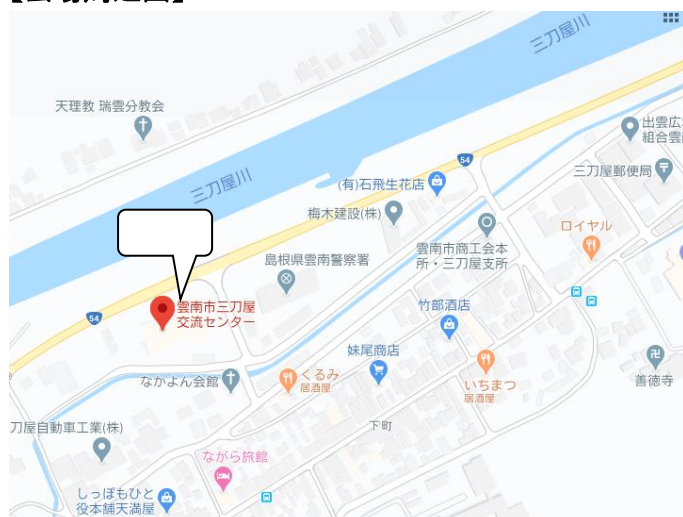 三刀屋川
天理教 瑞雲分教会
出雲広
組合雲
54
三刀屋川
(有)石飛生花店
三刀屋郵便局
梅木建設(株)
ロイヤル
雲南市商工会本
所・三刀屋支所
島根県雲南警察署
雲南市三刀屋
交流センター
54
竹部酒店
妹尾商店
なかよん会館
くるみ
居酒屋
いちまつ
居酒屋
善徳寺
刀屋自動車工業(株)
下町
ながら旅館
しっぽもひと
役本舗天満屋